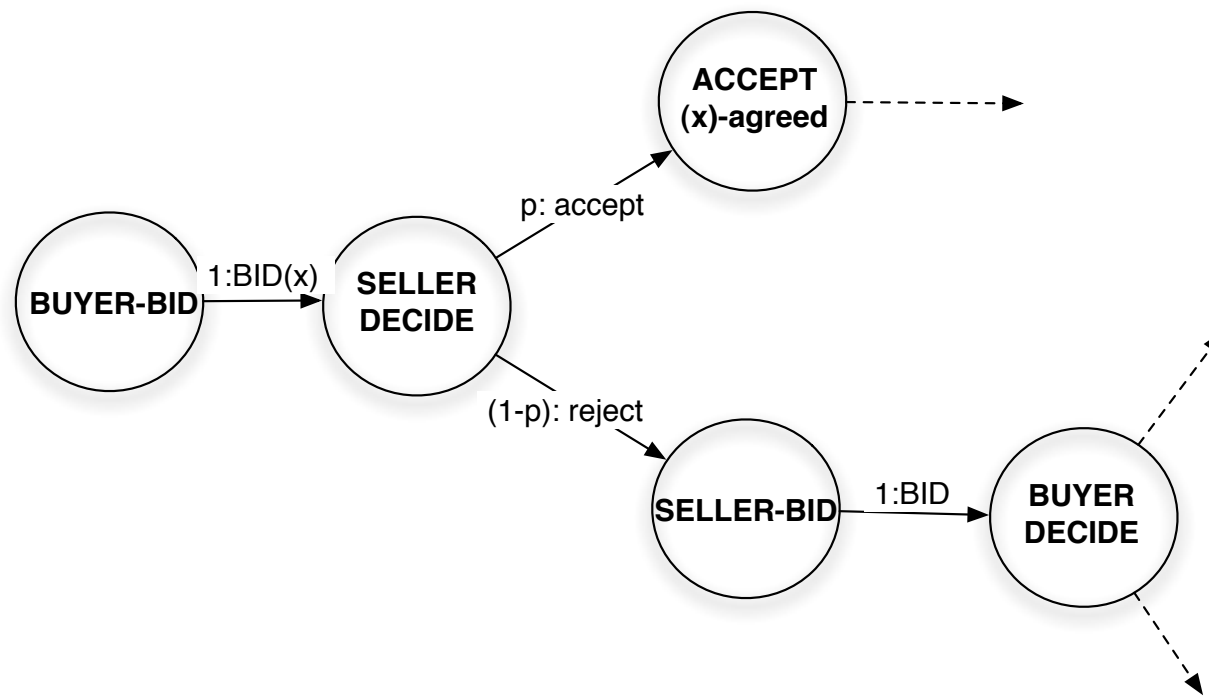 ACCEPT
(x)-agreed
p: accept
1:BID(x)
BUYER-BID
SELLER
DECIDE
(1-p): reject
SELLER-BID
1:BID
BUYER
DECIDE